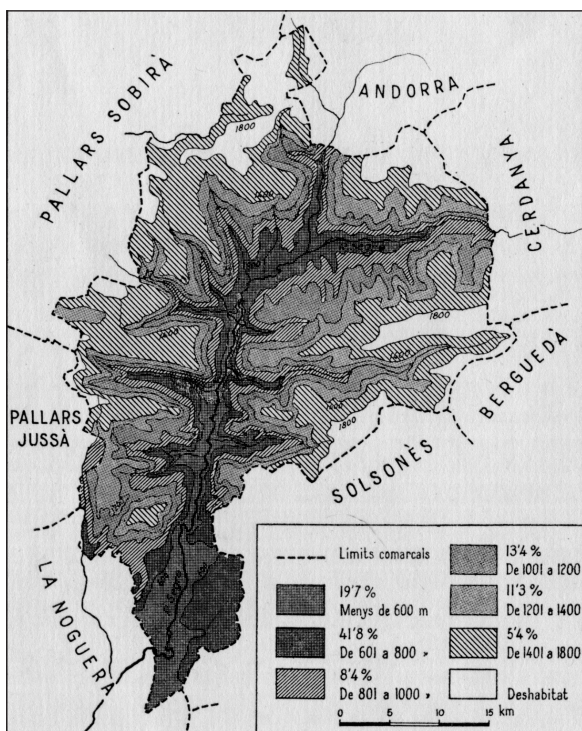 PALLARS SOBIRÀ
ANDORRA
CERDANYA
1800
1800
1800
BERGUEDÀ
PALLARS
JUSSÀ
SOLSONÈS
LA NOGUERA
Limits comarcals
19'7 %
Menys de 600 m
41'8 %
De 601 a 800 »
8'4 %
De 801 a 1000 »
13'4 %
De 1001 a 1200
11'3 %
De 1201 a 1400
5'4 %
De 1401 a 1800
Deshabitat
0 5 10 15
km